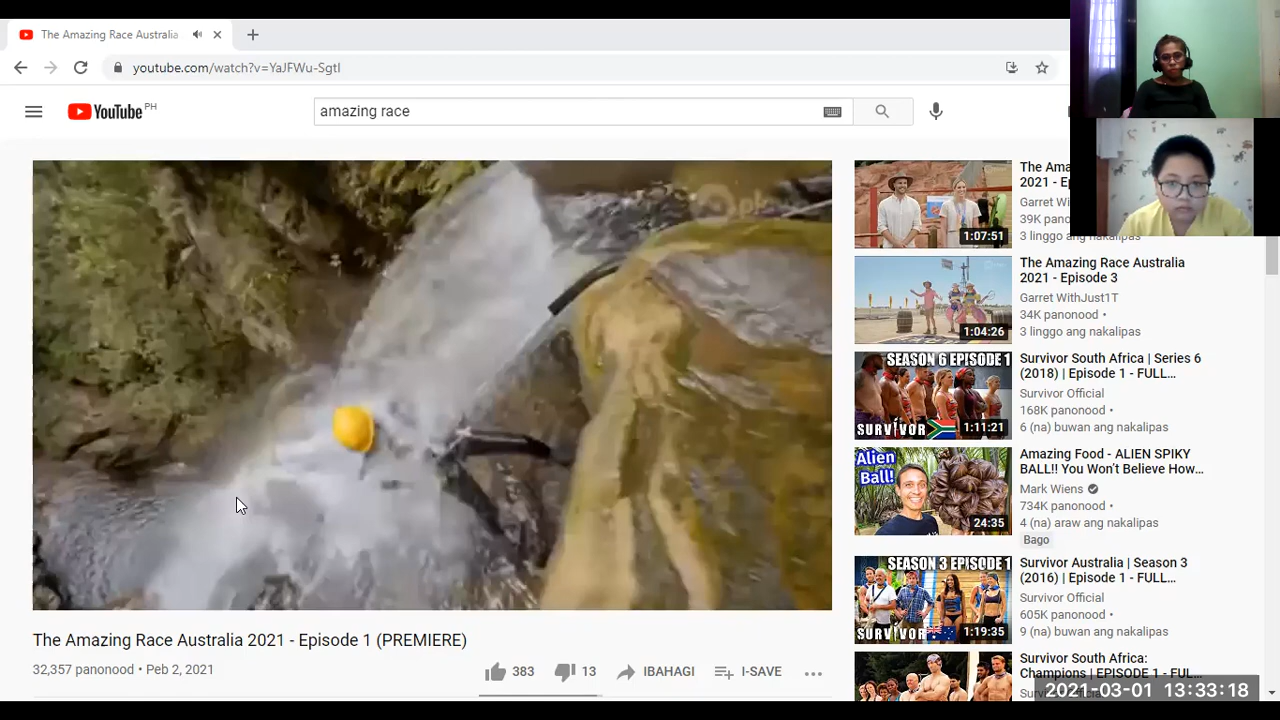 The Amazing Race Australia
youtube.com/watch?v=YaJFWu-SgtI
YouTube PH
amazing race
The Amazing Race Australia 2021 - Episode 1 (PREMIERE)
32,357 panonood • Peb 2, 2021
383
13
IBAHAGI
I-SAVE
1:07:51
The Ama
2021 - Ep
Garret Wi
39K pano
3 linggo ang nakalipas
1:04:26
The Amazing Race Australia
2021 - Episode 3
Garret WithJust1T
34K panonood •
3 linggo ang nakalipas
SEASON 6 EPISODE 1
SURVIVOR
1:11:21
Survivor South Africa | Series 6
(2018) | Episode 1 - FULL...
Survivor Official
168K panonood •
6 (na) buwan ang nakalipas
Alien
Ball!
24:35
Amazing Food - ALIEN SPIKY
BALL!! You Won't Believe How...
Mark Wiens
734K panonood •
4 (na) araw ang nakalipas
Bago
SEASON 3 EPISODE 1
SURVIVOR
1:19:35
Survivor Australia | Season 3
(2016) | Episode 1 - FULL...
Survivor Official
605K panonood •
9 (na) buwan ang nakalipas
Survivor South Africa:
Champions | EPISODE 1 - FUL...
2021-03-01 13:33:18